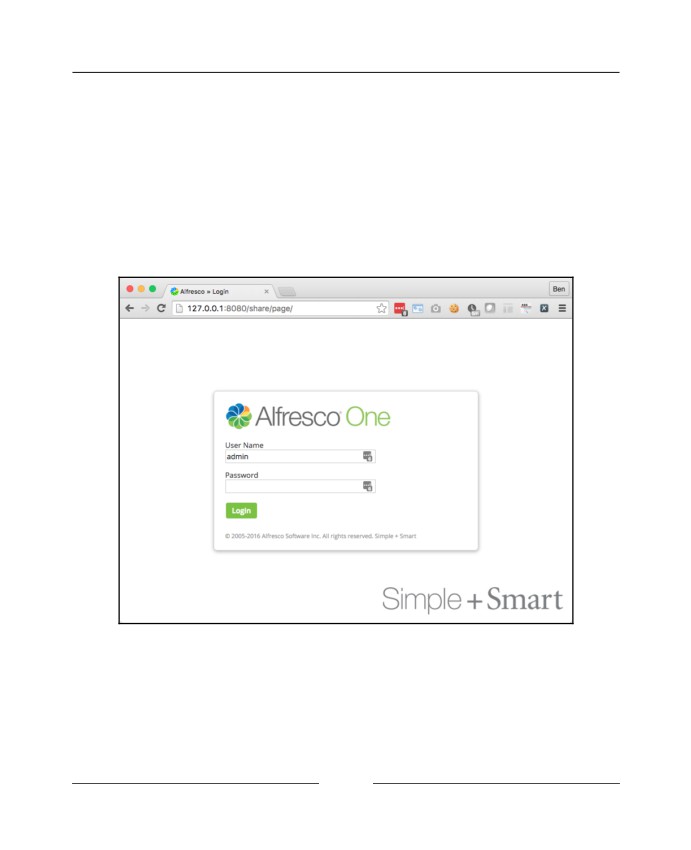 Alfresco » Login
Ben
127.0.0.1:8080/share/page/
Alfresco One
User Name
admin
Password
Login
© 2005-2016 Alfresco Software Inc. All rights reserved. Simple + Smart
Simple + Smart